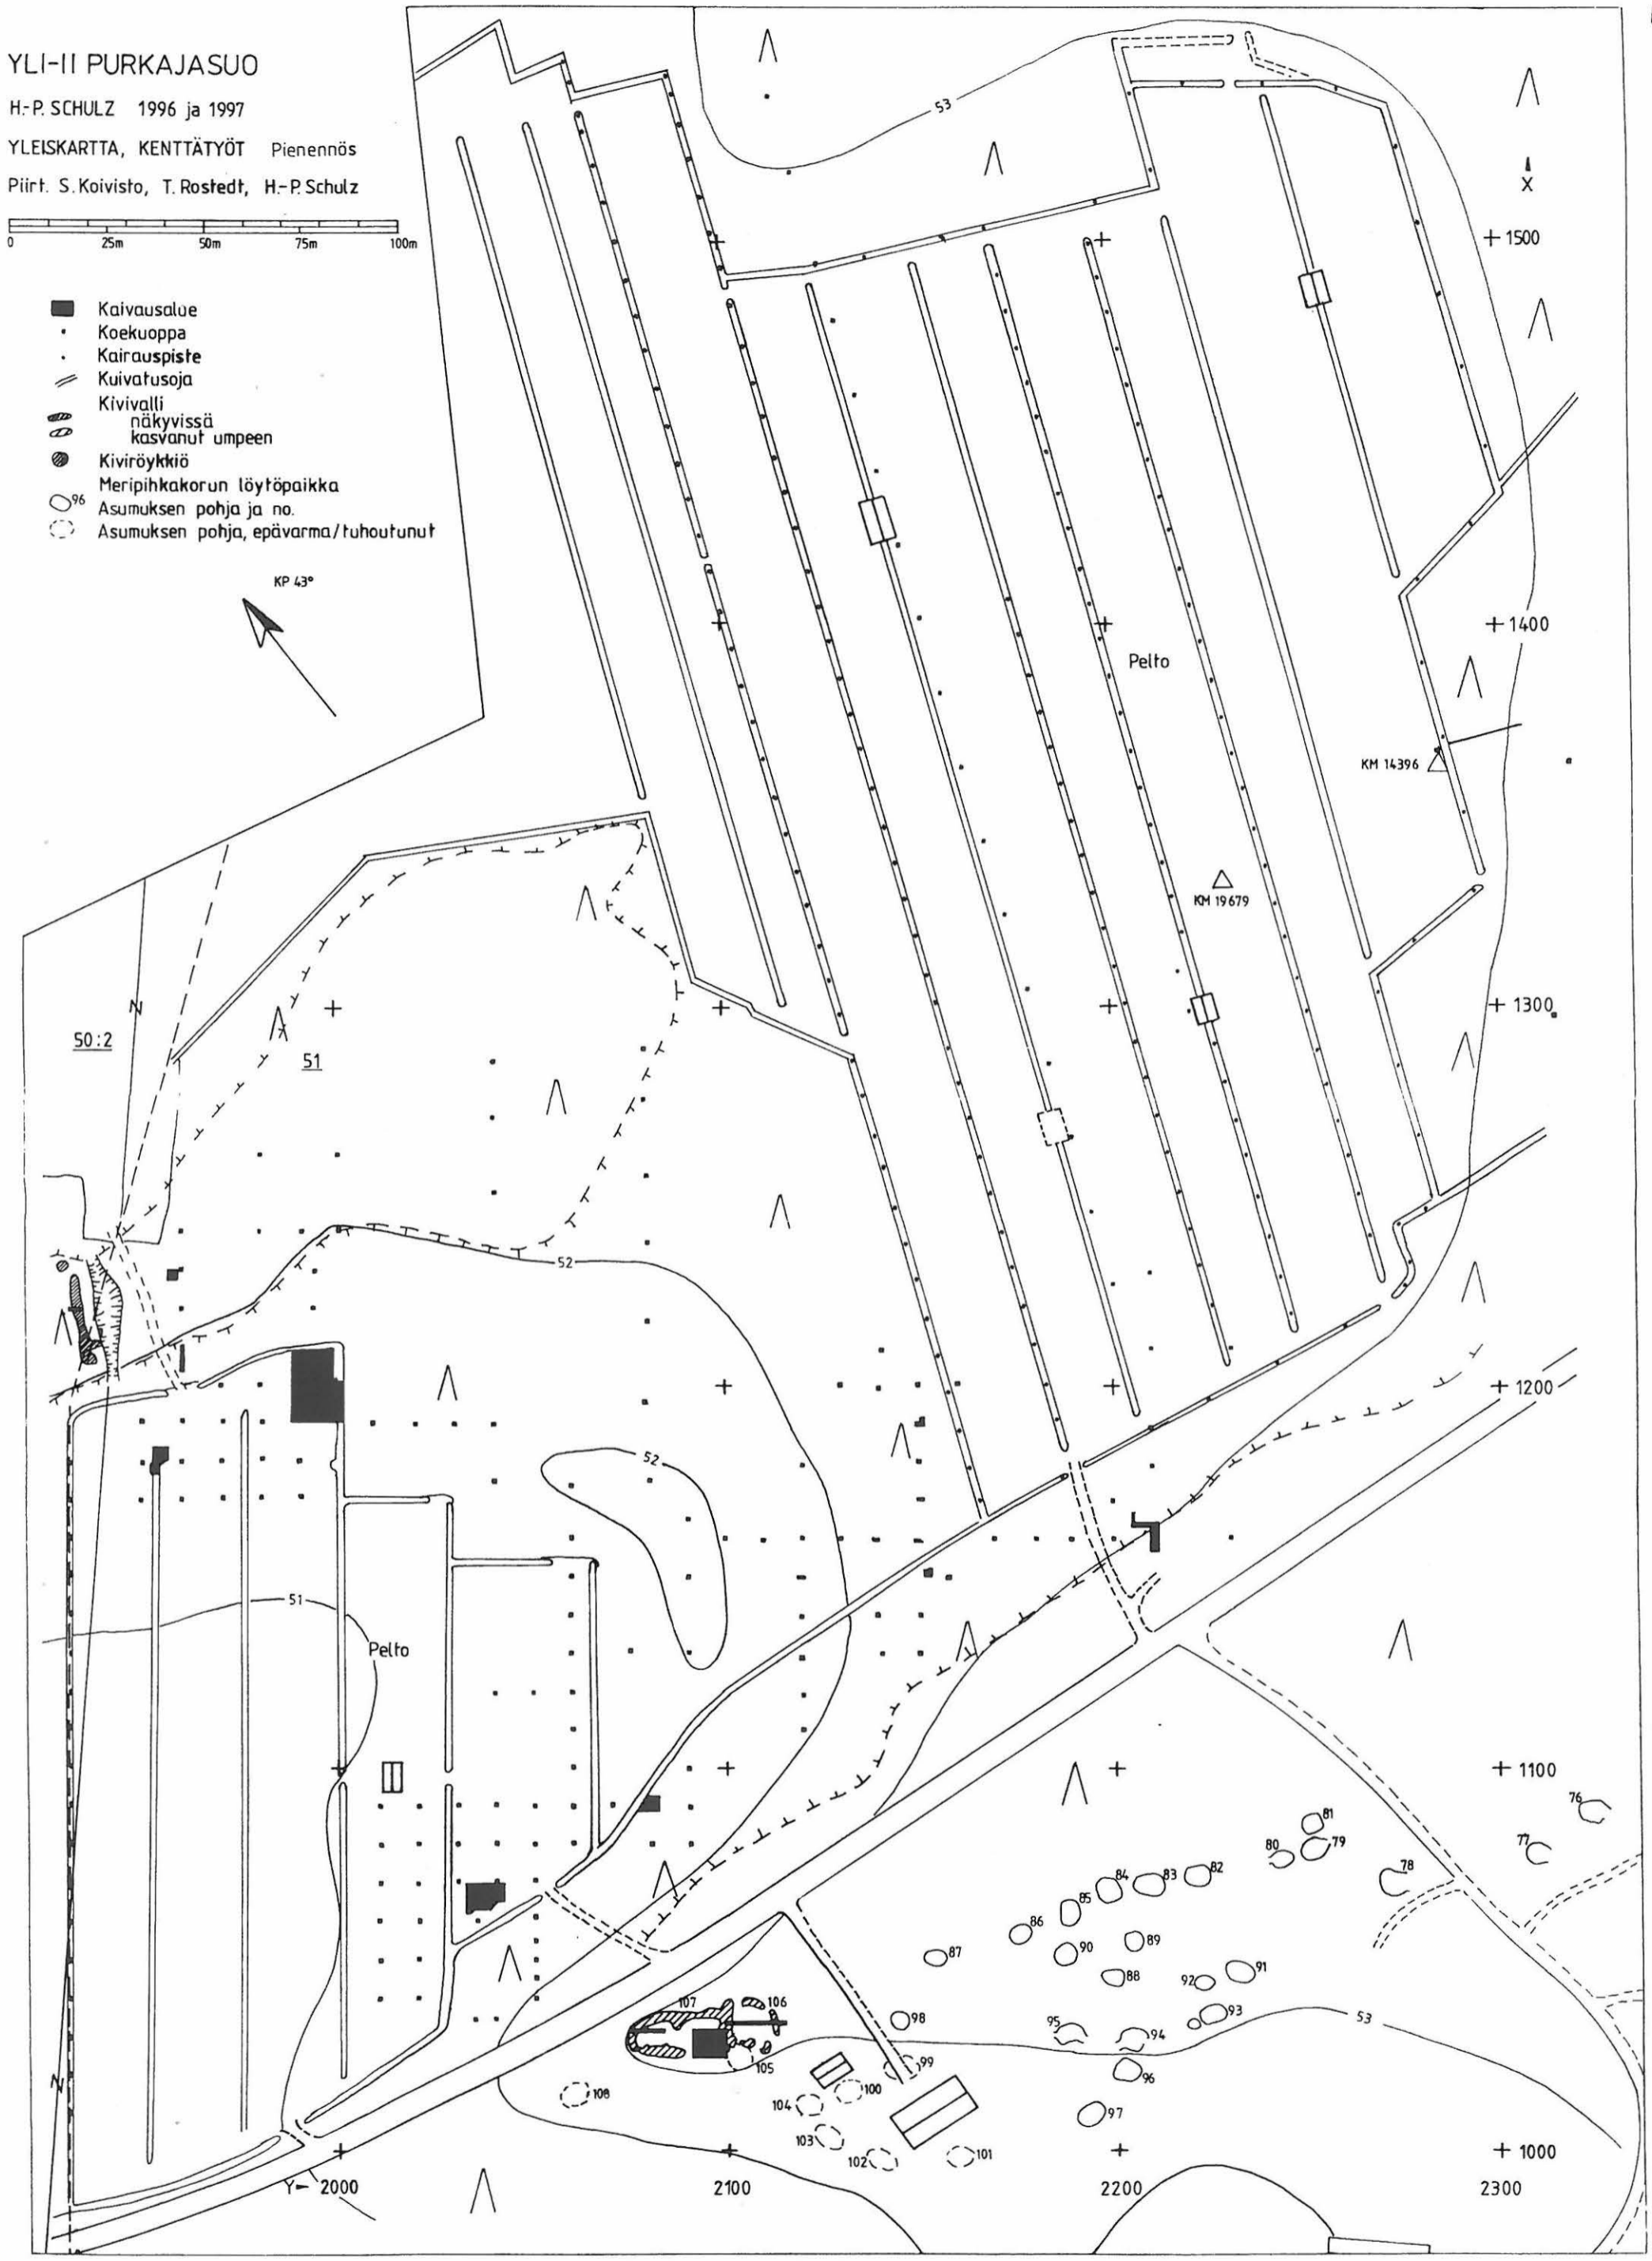 YLI-II PURKAJASUO
H.-P. SCHULZ 1996 ja 1997
YLEISKARTTA, KENTTÄTYÖT Pienennös
Piirt. S. Koivisto, T. Rostedt, H.-P. Schulz
0 25m 50m 75m 100m
Kaivausalue
Koekuoppa
Kairauspiste
Kuivatusoja
Kivivalli
näkyvissä
kasvanut umpeen
Kiviröykkiö
Meripihkakorun löytöpaikka
96 Asumuksen pohja ja no.
Asumuksen pohja, epävarma/tuhoutunut
KP 43°
53
X
1500
1400
Pelto
KM 14396
KM 19679
1300
50:2
51
52
1200
52
51
Pelto
1100
76
81
77
80
79
78
84
83
82
85
86
87
90
89
88
92
91
93
98
95
94
53
107
106
105
99
96
108
100
104
97
103
102
101
1000
Y
2000
2100
2200
2300
N
N